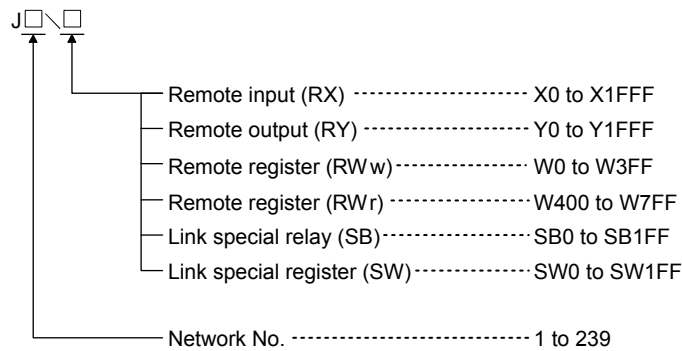 J□\□
Remote input (RX) X0 to X1FFF
Remote output (RY) Y0 to Y1FFF
Remote register (RWw) W0 to W3FF
Remote register (RWr) W400 to W7FF
Link special relay (SB) SB0 to SB1FF
Link special register (SW) SW0 to SW1FF
Network No. 1 to 239